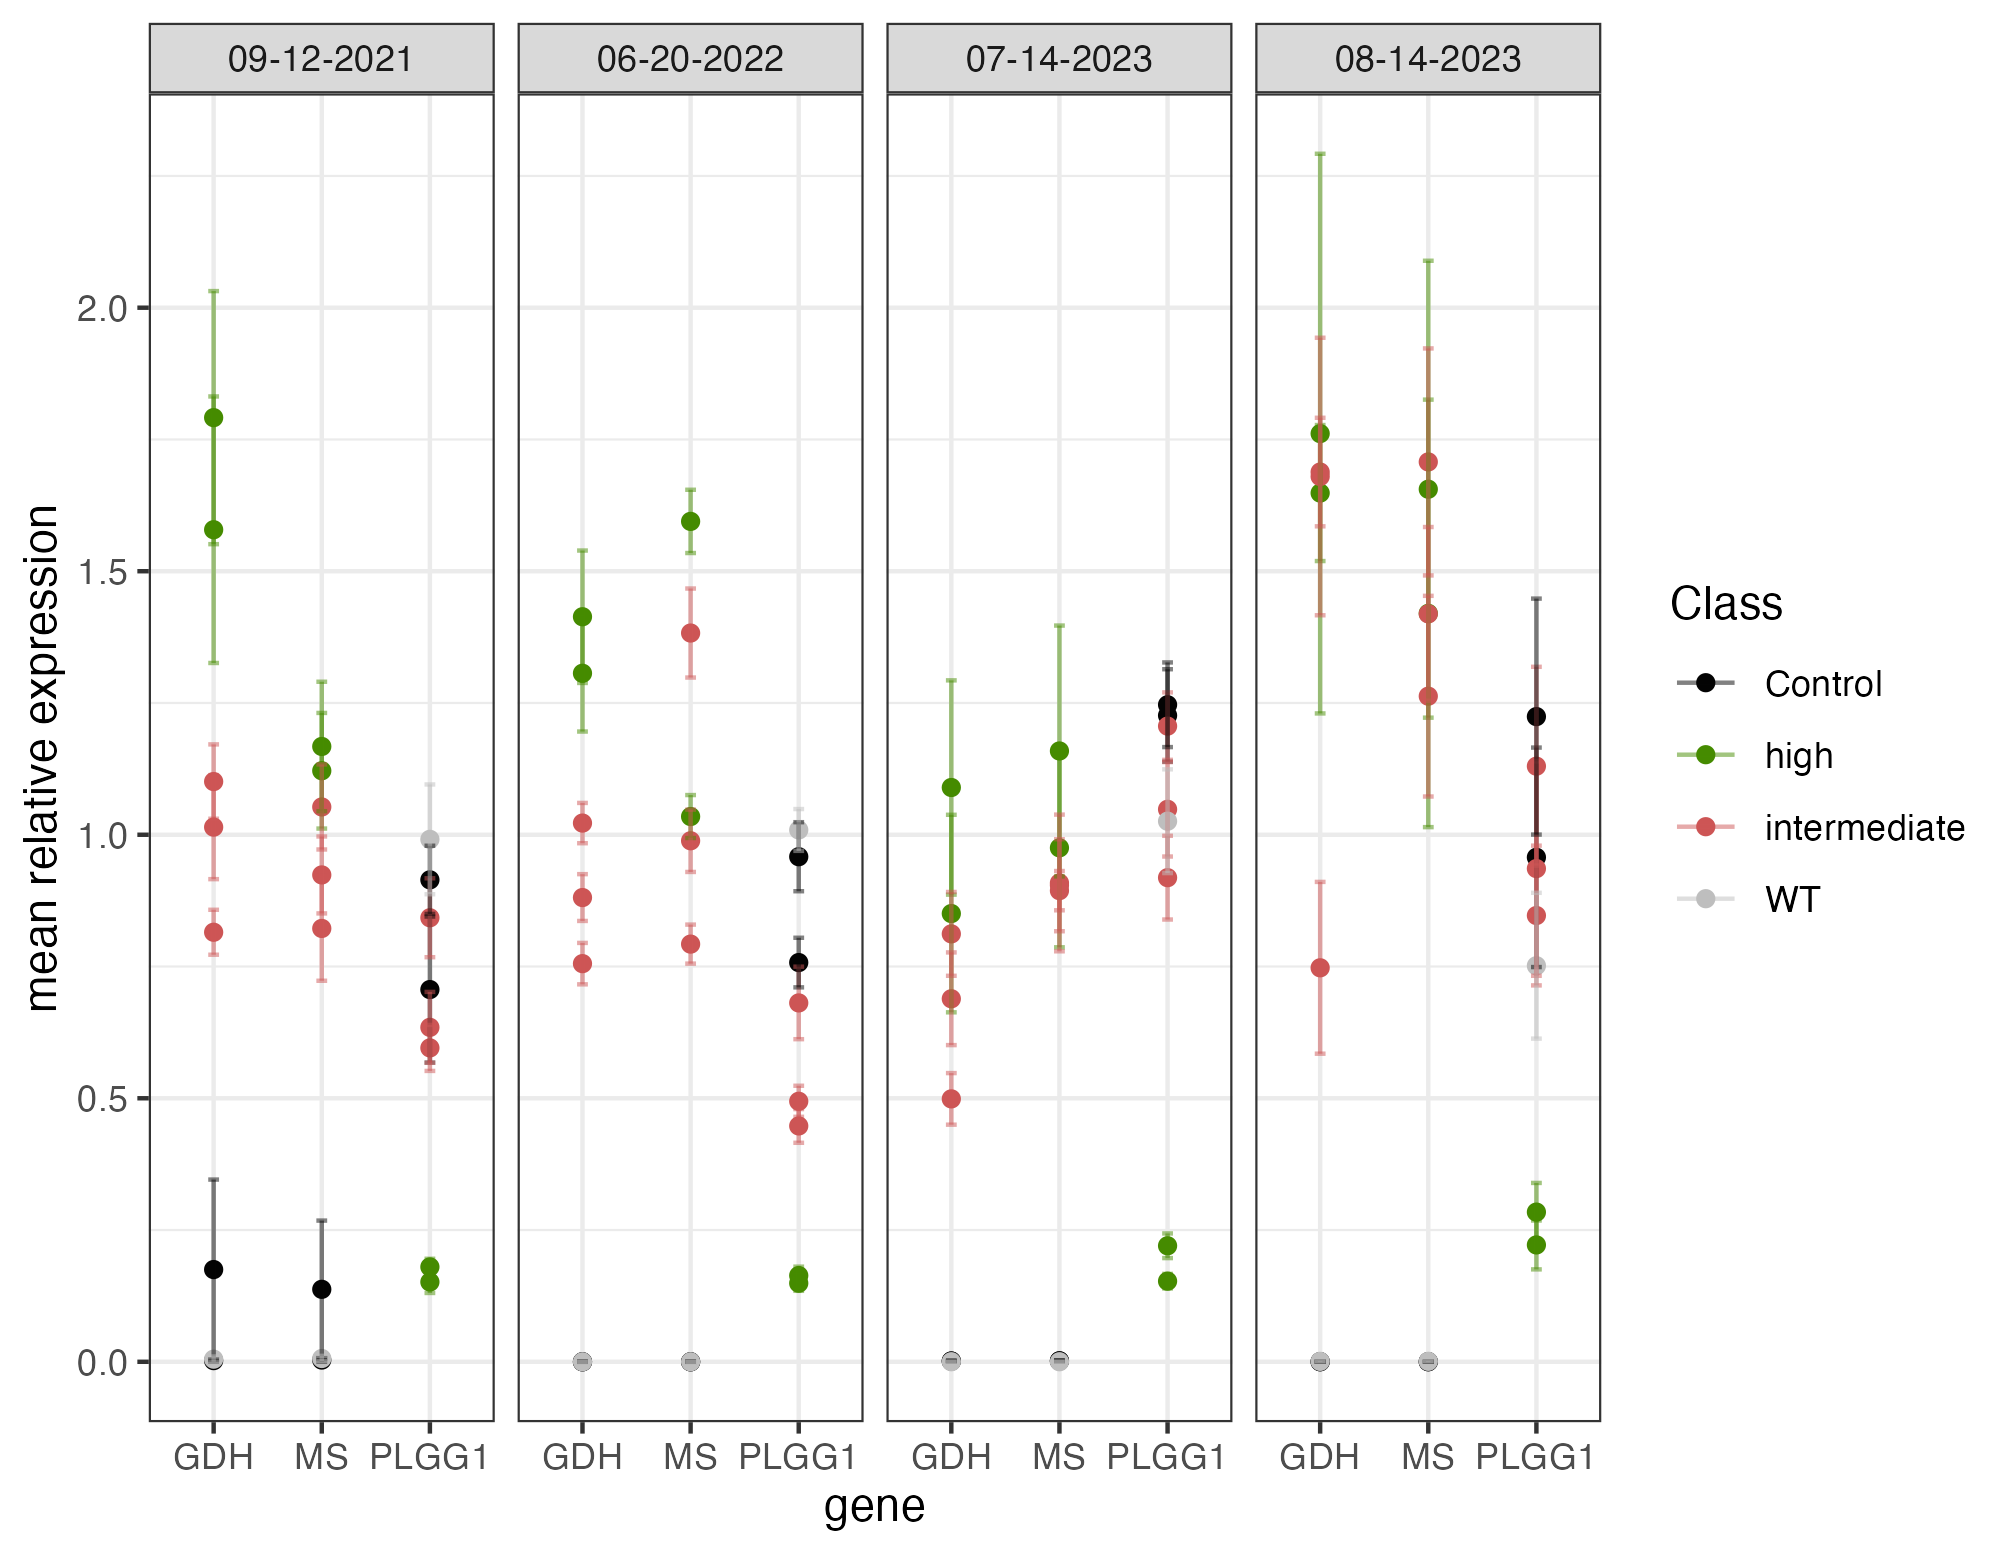 09-12-2021 06-20-2022 07-14-2023 08-14-2023
mean relative expression
2.0
1.5
1.0
0.5
0.0
GDH MS PLGG1 GDH MS PLGG1 GDH MS PLGG1 GDH MS PLGG1
gene
Class
Control
high
intermediate
WT